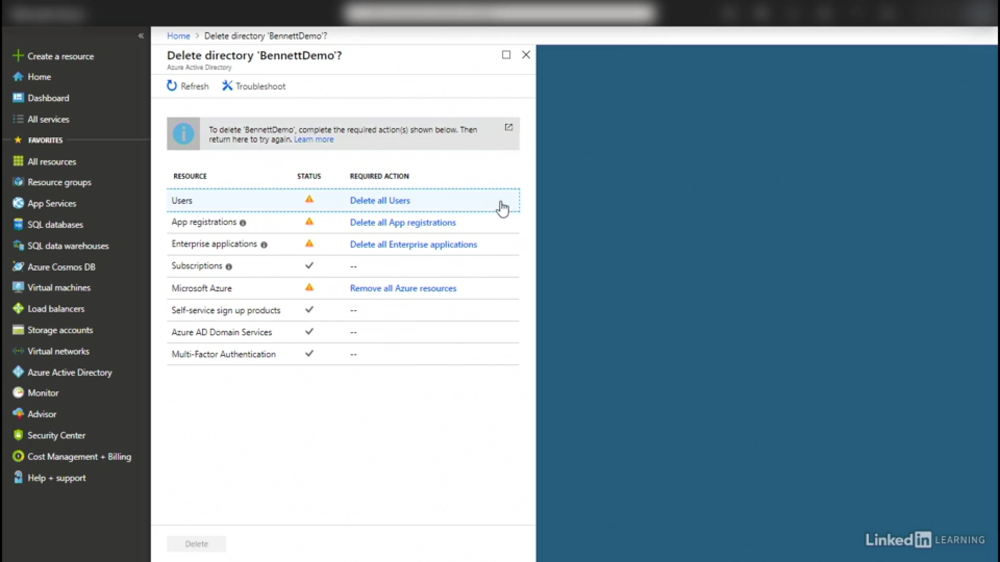 «
Create a resource
Home
Dashboard
All services
FAVORITES
All resources
Resource groups
App Services
SQL databases
SQL data warehouses
Azure Cosmos DB
Virtual machines
Load balancers
Storage accounts
Virtual networks
Azure Active Directory
Monitor
Advisor
Security Center
Cost Management + Billing
Help + support
Home > Delete directory 'BennettDemo'?
Delete directory 'BennettDemo'?
Azure Active Directory
Refresh Troubleshoot
To delete 'BennettDemo', complete the required action(s) shown below. Then
return here to try again. Learn more
RESOURCE STATUS REQUIRED ACTION
Users Delete all Users
App registrations Delete all App registrations
Enterprise applications Delete all Enterprise applications
Subscriptions --
Microsoft Azure Remove all Azure resources
Self-service sign up products --
Azure AD Domain Services --
Multi-Factor Authentication --
Delete
Linked in LEARNING